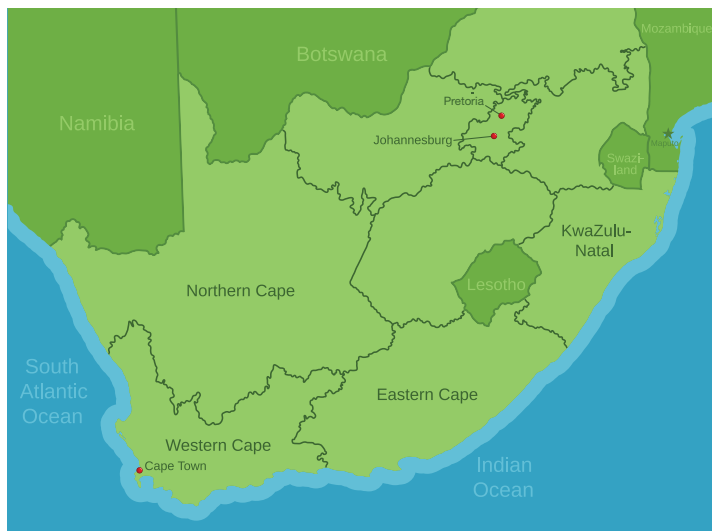 Mozambique
Botswana
Namibia
Pretoria
Johannesburg
Maputo
Swazi-
land
KwaZulu-
Natal
Lesotho
Northern Cape
South
Atlantic
Ocean
Eastern Cape
Western Cape
Cape Town
Indian
Ocean